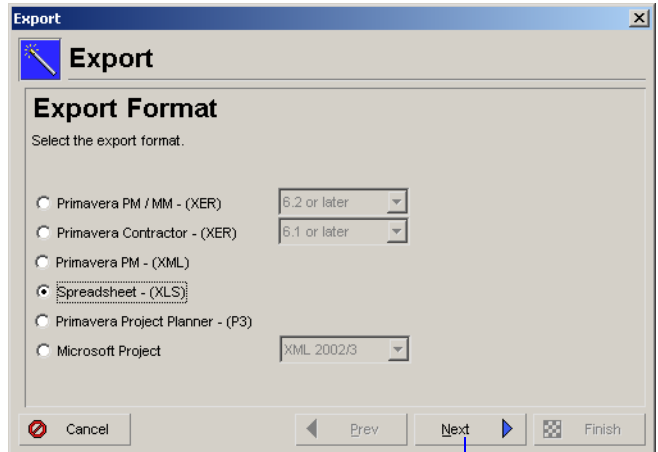 Export
Export
Export Format
Select the export format.
Primavera PM / MM - (XER) 6.2 or later
Primavera Contractor - (XER) 6.1 or later
Primavera PM - (XML)
Spreadsheet - (XLS)
Primavera Project Planner - (P3)
Microsoft Project XML 2002/3
Cancel Prev Next Finish